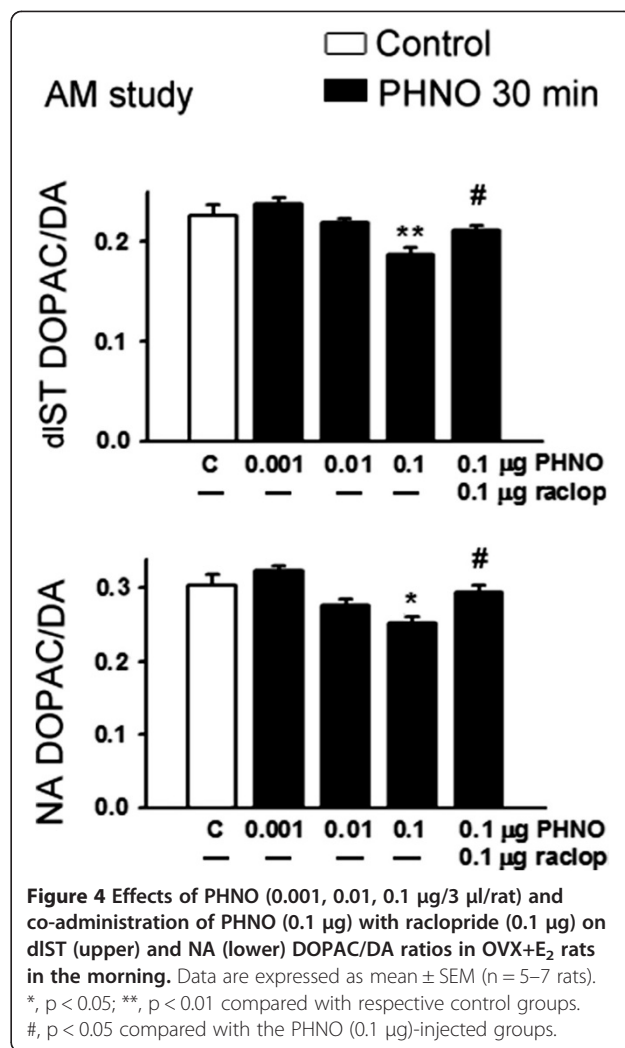 Control
AM study PHNO 30 min
dlST DOPAC/DA
0.2
0.1
0.0
**
#
C 0.001 0.01 0.1 0.1 µg PHNO
— — — — 0.1 µg raclop
NA DOPAC/DA
0.3
0.2
0.1
0.0
*
#
C 0.001 0.01 0.1 0.1 µg PHNO
— — — — 0.1 µg raclop
Figure 4 Effects of PHNO (0.001, 0.01, 0.1 µg/3 µl/rat) and
co-administration of PHNO (0.1 µg) with raclopride (0.1 µg) on
dlST (upper) and NA (lower) DOPAC/DA ratios in OVX+E₂ rats
in the morning. Data are expressed as mean ± SEM (n = 5–7 rats).
*, p < 0.05; **, p < 0.01 compared with respective control groups.
#, p < 0.05 compared with the PHNO (0.1 µg)-injected groups.